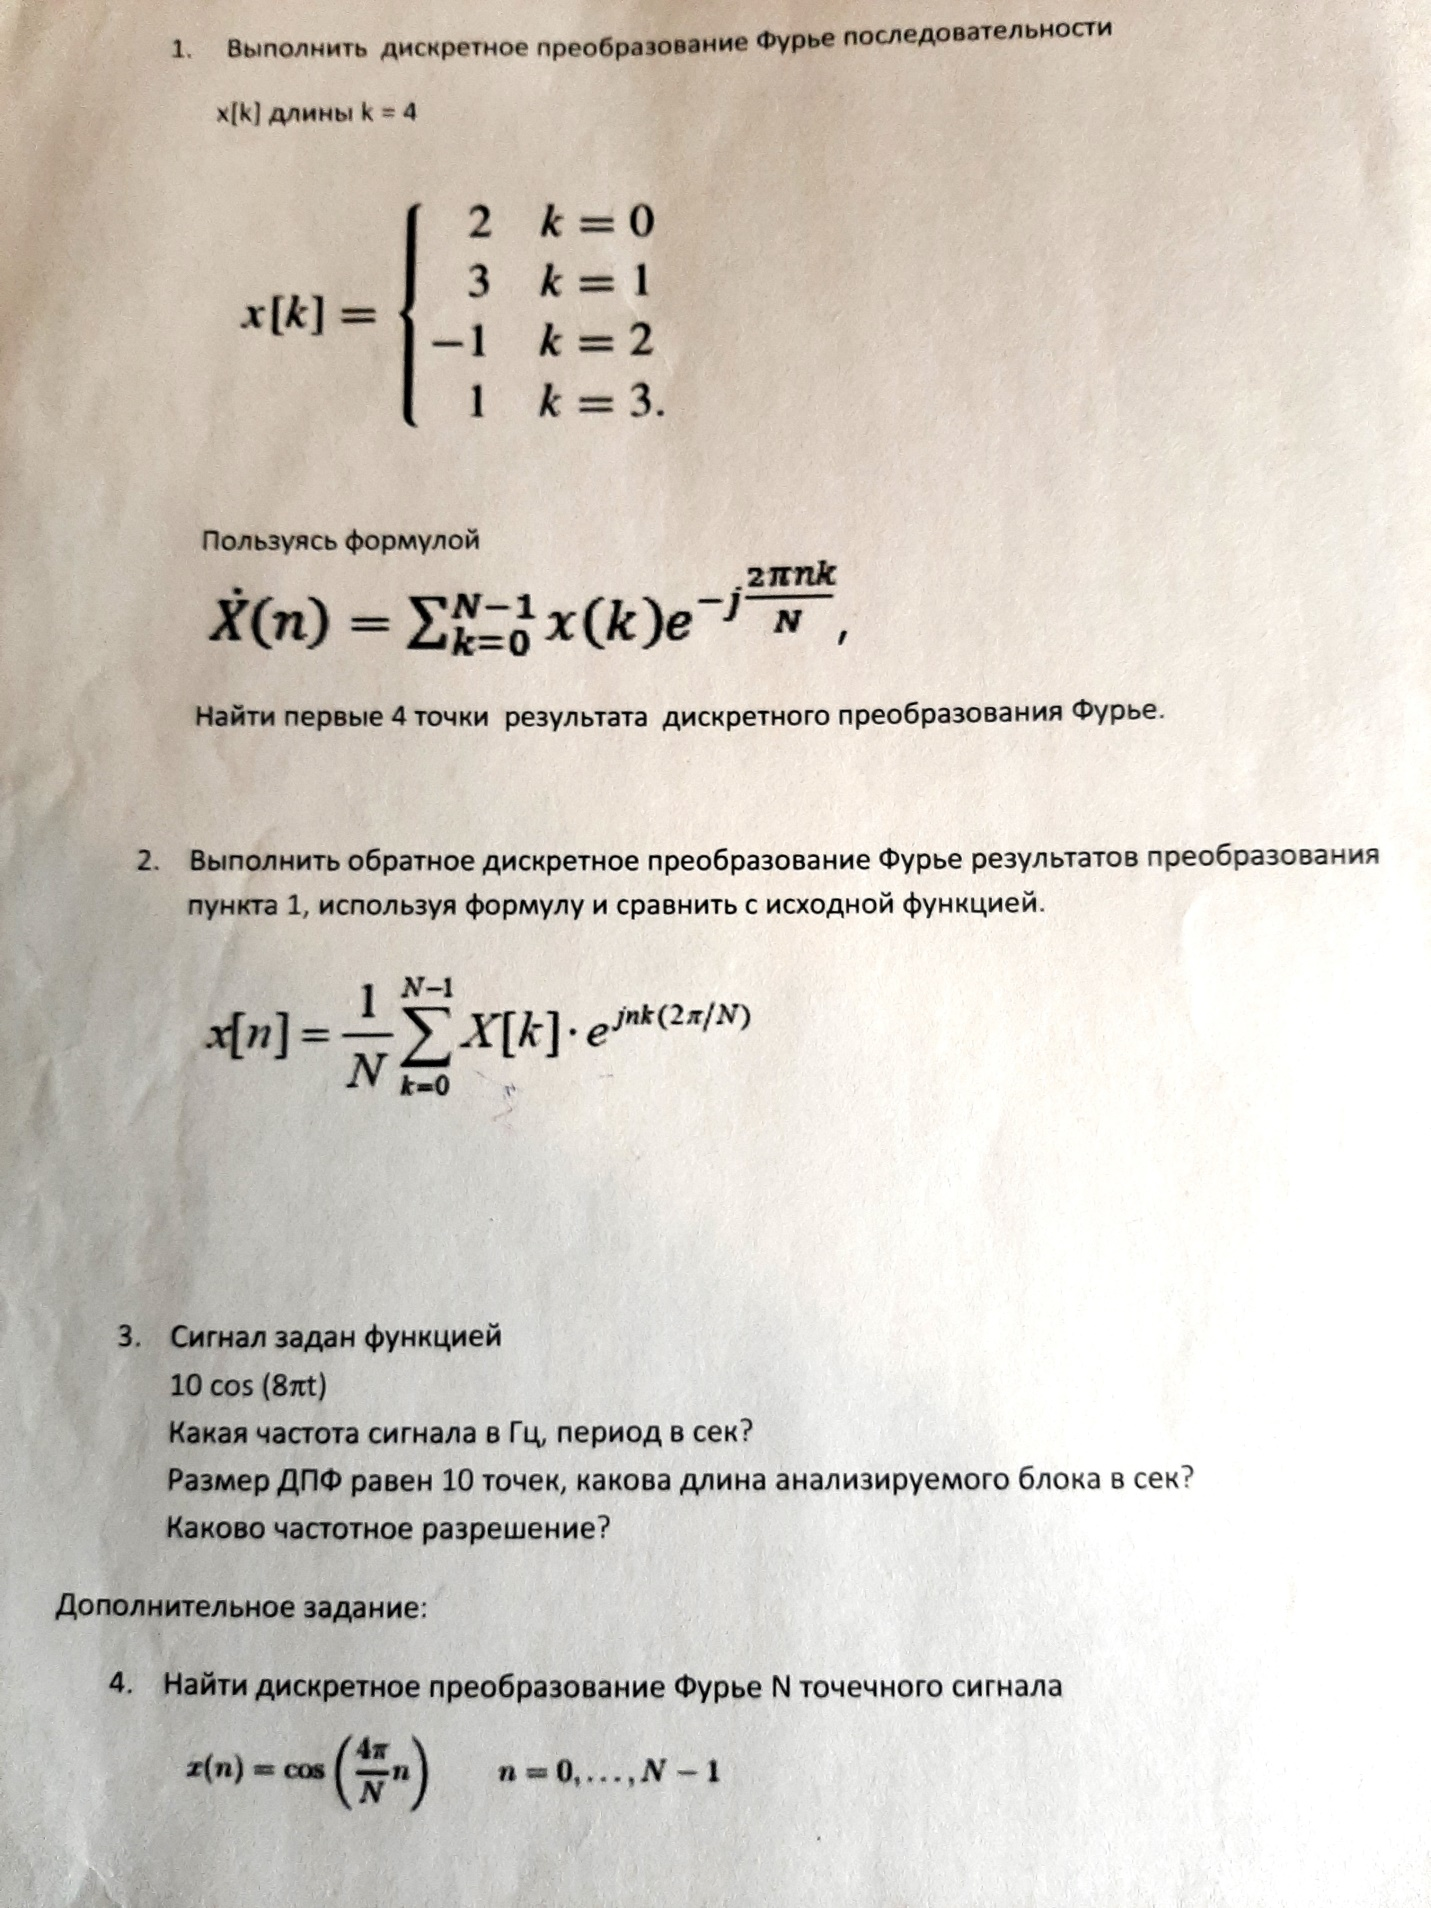 1. Выполнить дискретное преобразование Фурье последовательности
x[k] длины k = 4
x[k] = { 2 k = 0
3 k = 1
−1 k = 2
1 k = 3.
Пользуясь формулой
Ẋ(n) = ∑_{k=0}^{N−1} x(k)e^{−j\frac{2πnk}{N}},
Найти первые 4 точки результата дискретного преобразования Фурье.
2. Выполнить обратное дискретное преобразование Фурье результатов преобразования
пункта 1, используя формулу и сравнить с исходной функцией.
x[n] = \frac{1}{N} ∑_{k=0}^{N−1} X[k] · e^{jnk(2π/N)}
3. Сигнал задан функцией
10 cos (8πt)
Какая частота сигнала в Гц, период в сек?
Размер ДПФ равен 10 точек, какова длина анализируемого блока в сек?
Каково частотное разрешение?
Дополнительное задание:
4. Найти дискретное преобразование Фурье N точечного сигнала
x(n) = cos (\frac{4π}{N} n) n = 0, . . . , N − 1